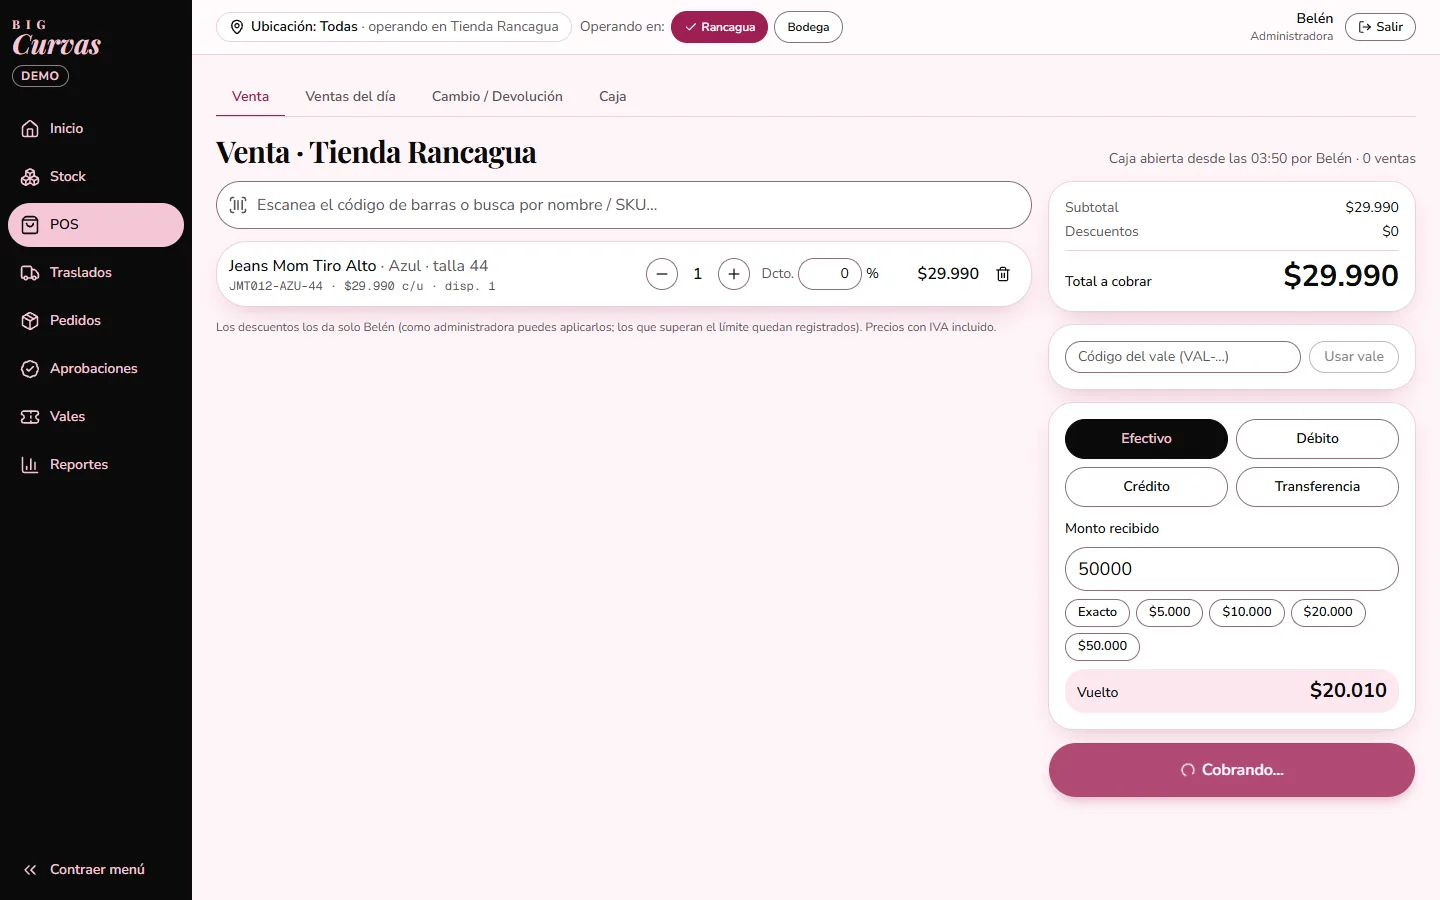 BIG
Curvas
DEMO
Inicio
Stock
POS
Traslados
Pedidos
Aprobaciones
Vales
Reportes
Contraer menú
Ubicación: Todas · operando en Tienda Rancagua
Operando en:
Rancagua
Bodega
Belén
Administradora
Salir
Venta
Ventas del día
Cambio / Devolución
Caja
Venta · Tienda Rancagua
Caja abierta desde las 03:50 por Belén · 0 ventas
Escanea el código de barras o busca por nombre / SKU...
Jeans Mom Tiro Alto · Azul · talla 44
JMT012-AZU-44 · $29.990 c/u · disp. 1
1
Dcto. 0 %
$29.990
Los descuentos los da solo Belén (como administradora puedes aplicarlos; los que superan el límite quedan registrados). Precios con IVA incluido.
Subtotal $29.990
Descuentos $0
Total a cobrar $29.990
Código del vale (VAL-...)
Usar vale
Efectivo
Débito
Crédito
Transferencia
Monto recibido
50000
Exacto
$5.000
$10.000
$20.000
$50.000
Vuelto $20.010
Cobrando...